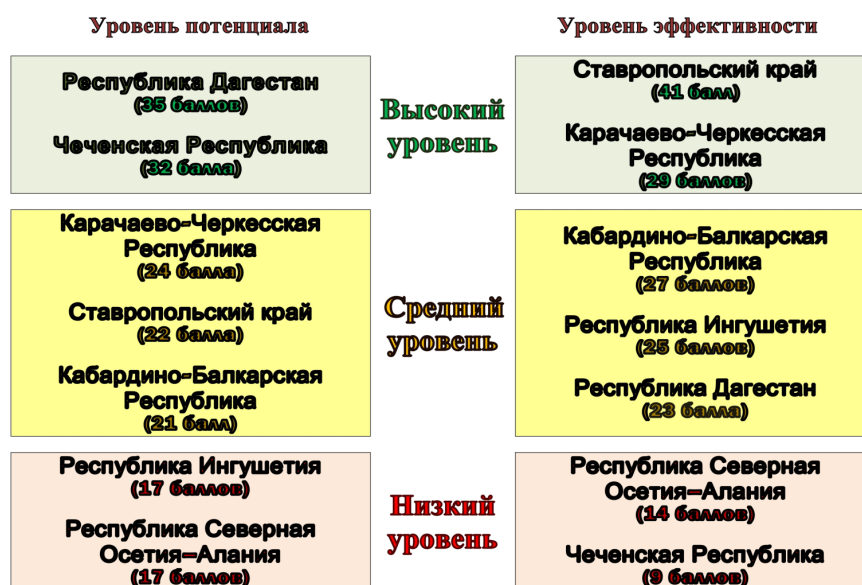 Уровень потенциала
Уровень эффективности
Республика Дагестан
(35 баллов)
Чеченская Республика
(32 балла)
Высокий
уровень
Ставропольский край
(41 балл)
Карачаево-Черкесская
Республика
(29 баллов)
Карачаево-Черкесская
Республика
(24 балла)
Ставропольский край
(22 балла)
Кабардино-Балкарская
Республика
(21 балл)
Средний
уровень
Кабардино-Балкарская
Республика
(27 баллов)
Республика Ингушетия
(25 баллов)
Республика Дагестан
(23 балла)
Республика Ингушетия
(17 баллов)
Республика Северная
Осетия–Алания
(17 баллов)
Низкий
уровень
Республика Северная
Осетия–Алания
(14 баллов)
Чеченская Республика
(9 баллов)